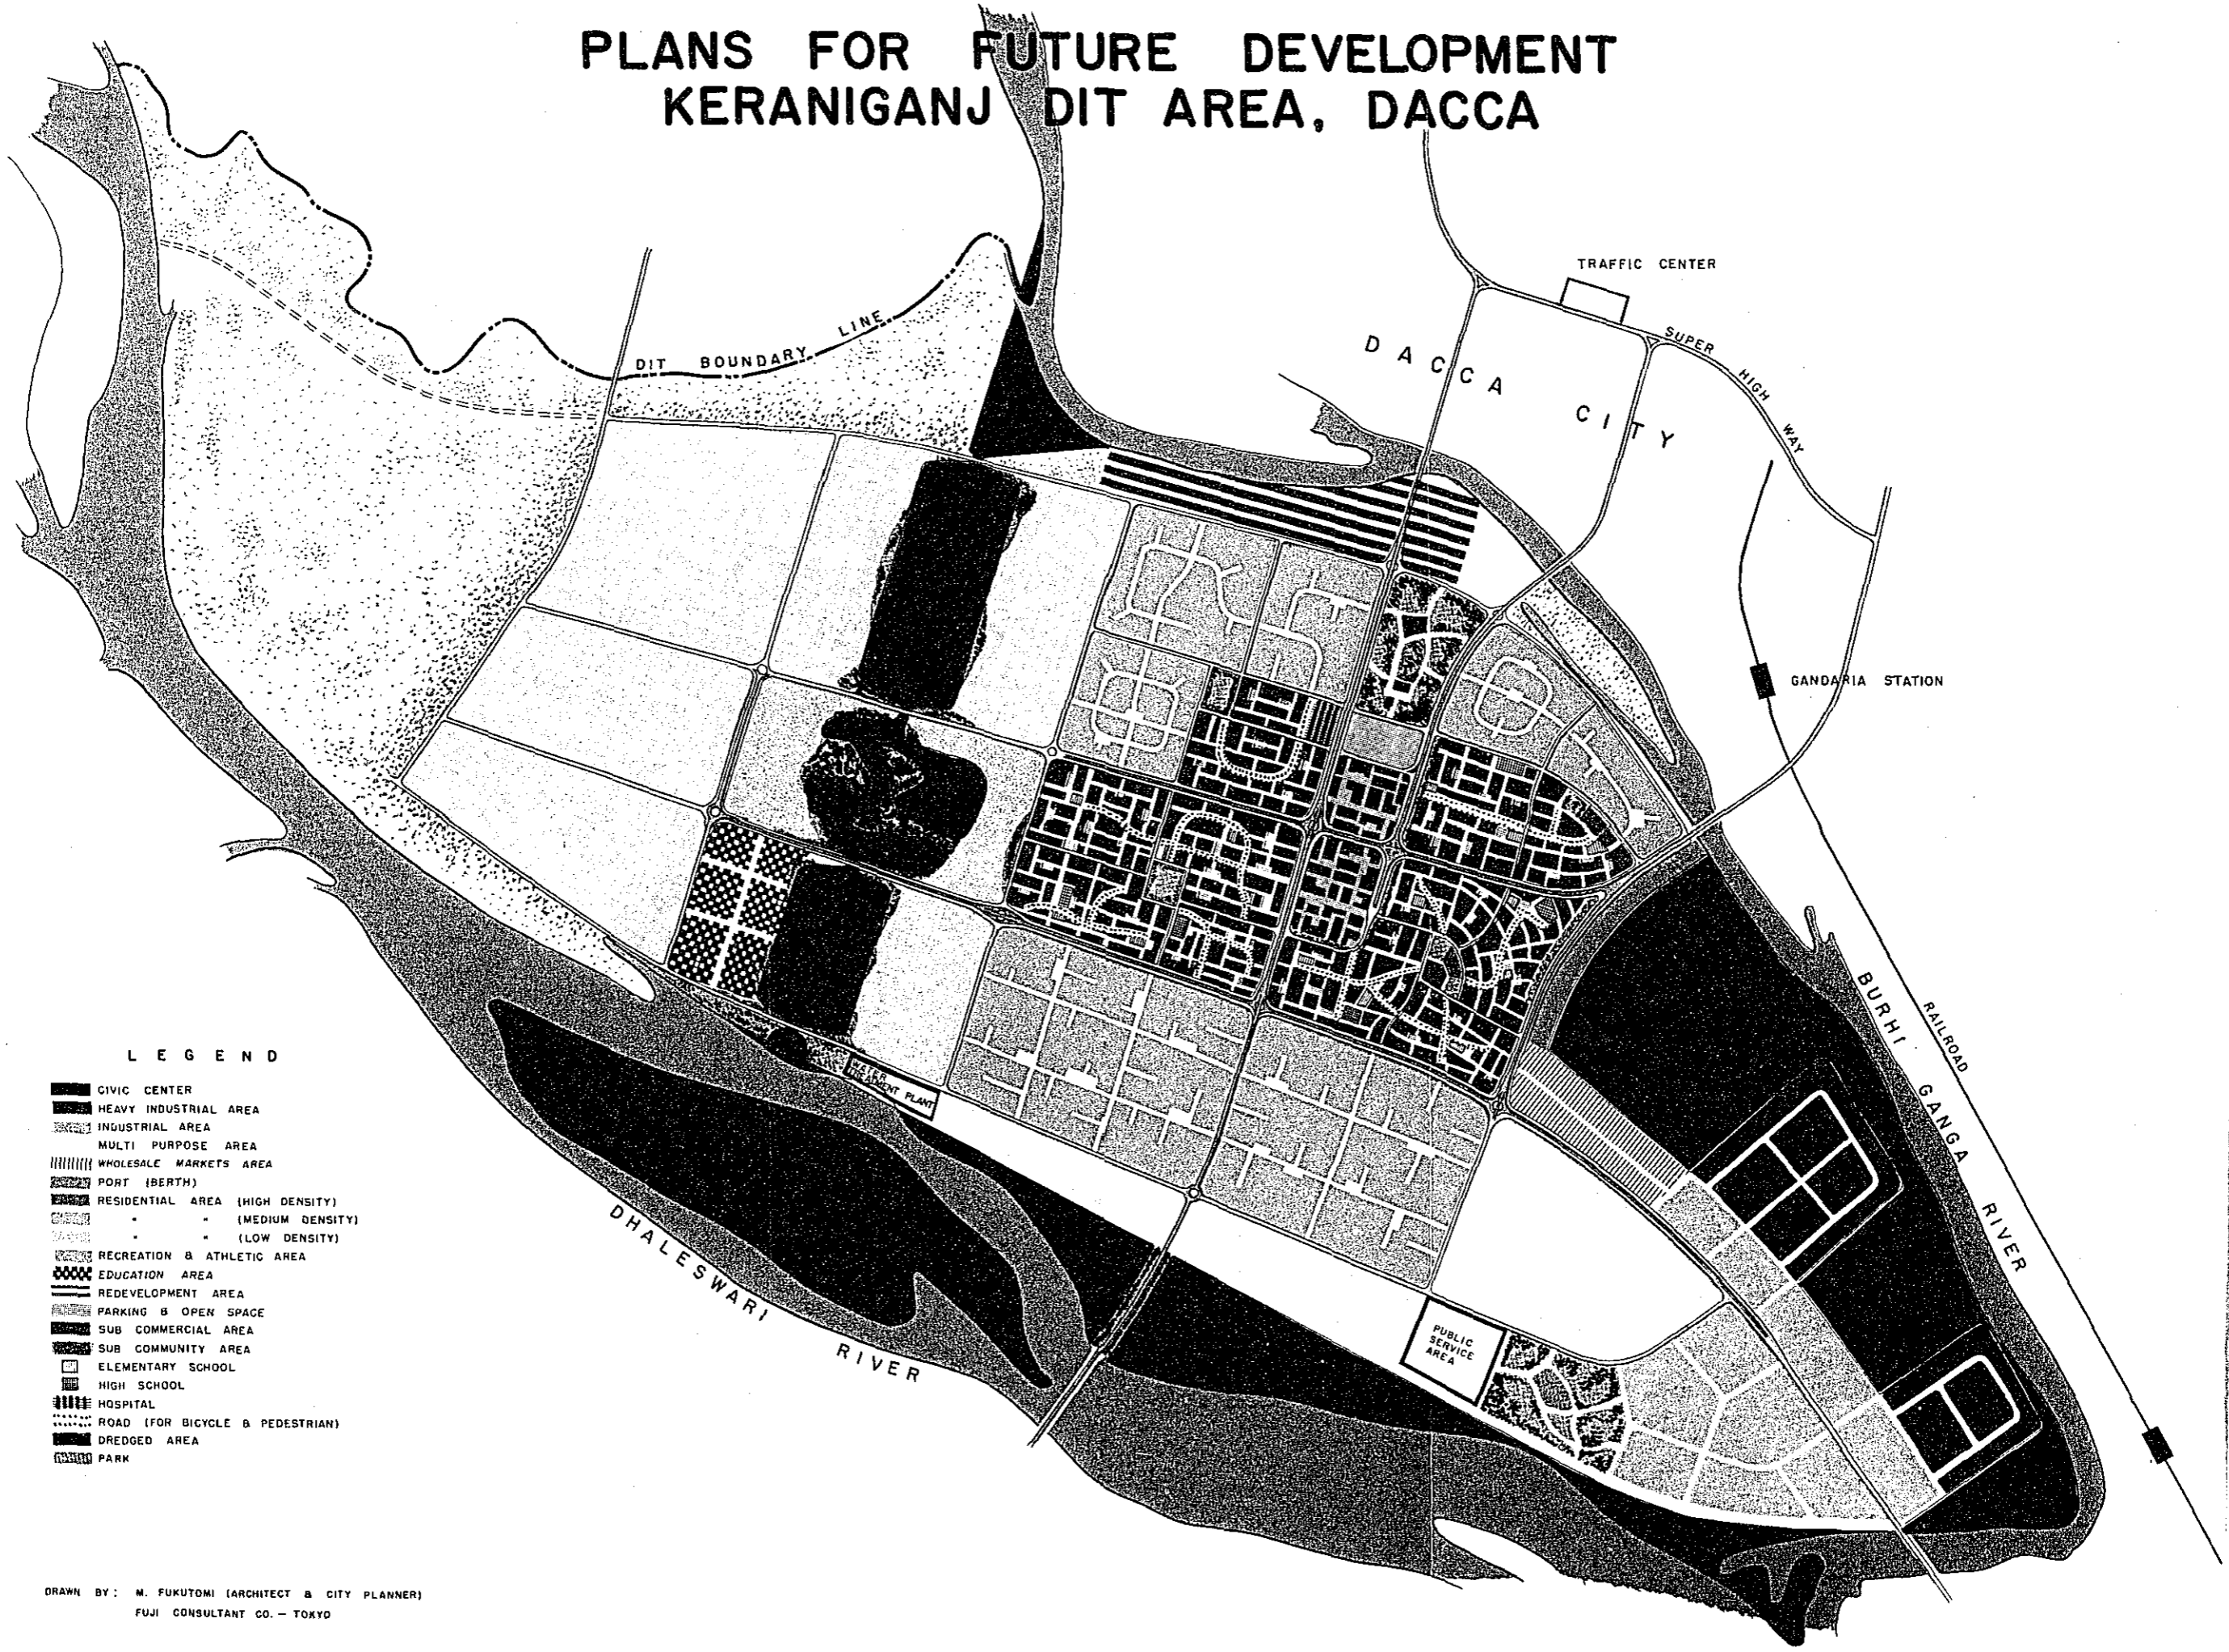 PLANS FOR FUTURE DEVELOPMENT
KERANIGANJ DIT AREA, DACCA
TRAFFIC CENTER
SUPER HIGH WAY
DACCA CITY
DIT BOUNDARY LINE
GANDARIA STATION
BURHI GANGA RIVER
RAILROAD
WATER
TREATMENT PLANT
DHALESWARI RIVER
PUBLIC
SERVICE
AREA
LEGEND
CIVIC CENTER
HEAVY INDUSTRIAL AREA
INDUSTRIAL AREA
MULTI PURPOSE AREA
WHOLESALE MARKETS AREA
PORT (BERTH)
RESIDENTIAL AREA (HIGH DENSITY)
" " (MEDIUM DENSITY)
" " (LOW DENSITY)
RECREATION & ATHLETIC AREA
EDUCATION AREA
REDEVELOPMENT AREA
PARKING & OPEN SPACE
SUB COMMERCIAL AREA
SUB COMMUNITY AREA
ELEMENTARY SCHOOL
HIGH SCHOOL
HOSPITAL
ROAD (FOR BICYCLE & PEDESTRIAN)
DREDGED AREA
PARK
DRAWN BY: M. FUKUTOMI (ARCHITECT & CITY PLANNER)
FUJI CONSULTANT CO. — TOKYO